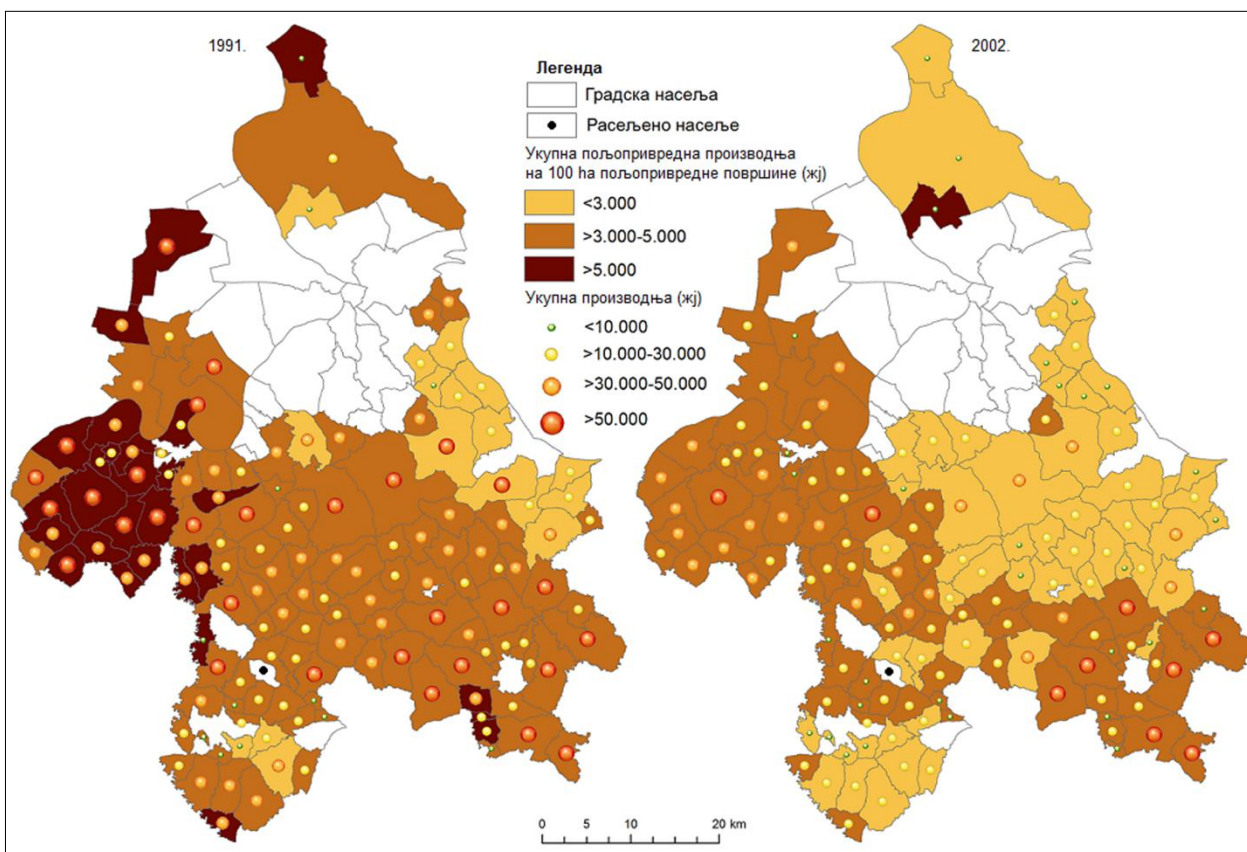 1991.
2002.
Легенда
Градска насеља
Расељено насеље
Укупна пољопривредна производња
на 100 ha пољопривредне површине (жј)
<3.000
>3.000-5.000
>5.000
Укупна производња (жј)
<10.000
>10.000-30.000
>30.000-50.000
>50.000
0 5 10 20 km